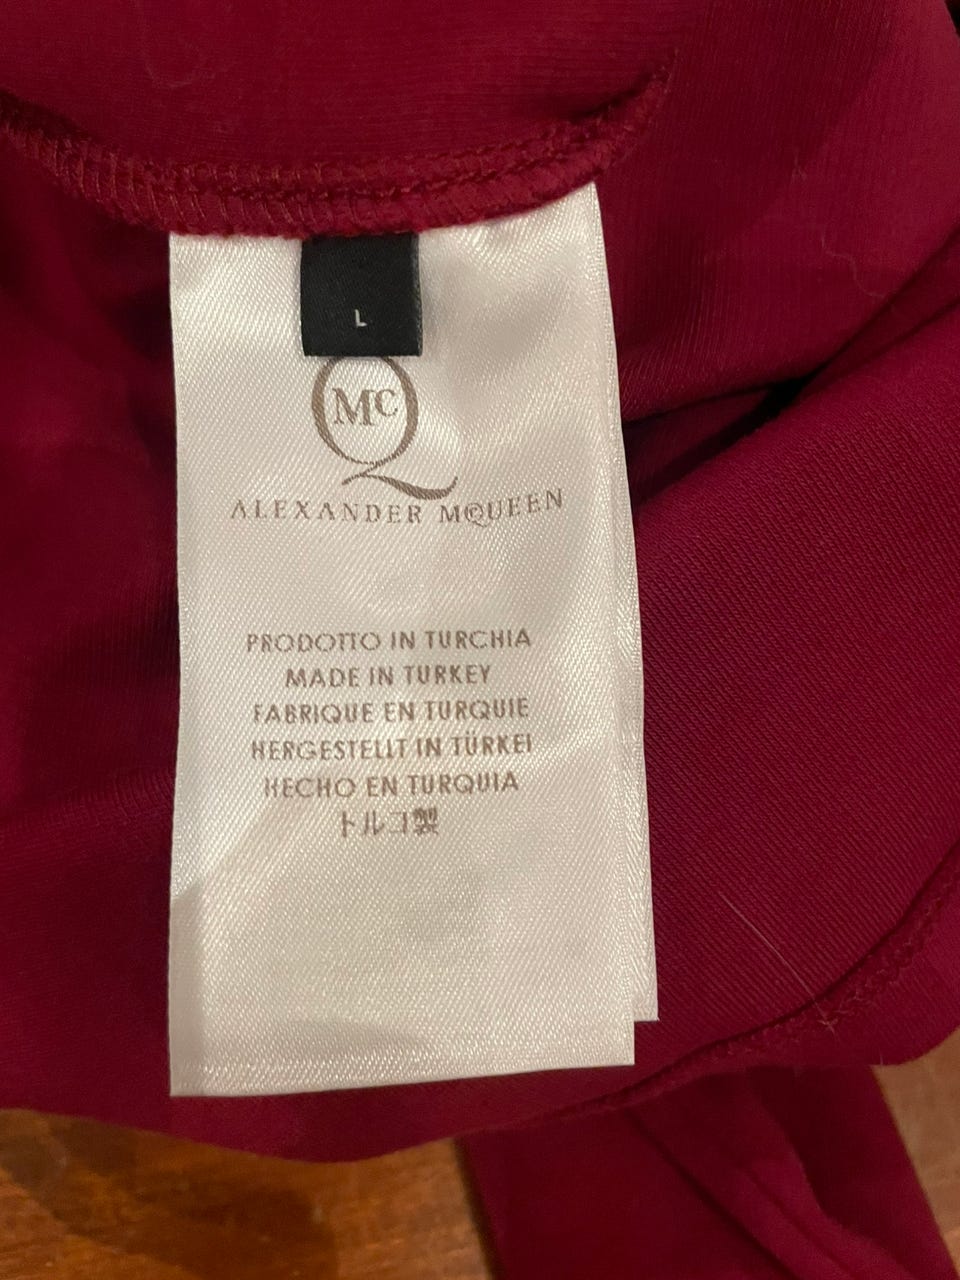 L
McQ
ALEXANDER McQUEEN
PRODOTTO IN TURCHIA
MADE IN TURKEY
FABRIQUE EN TURQUIE
HERGESTELLT IN TÜRKEI
HECHO EN TURQUIA
トルコ製